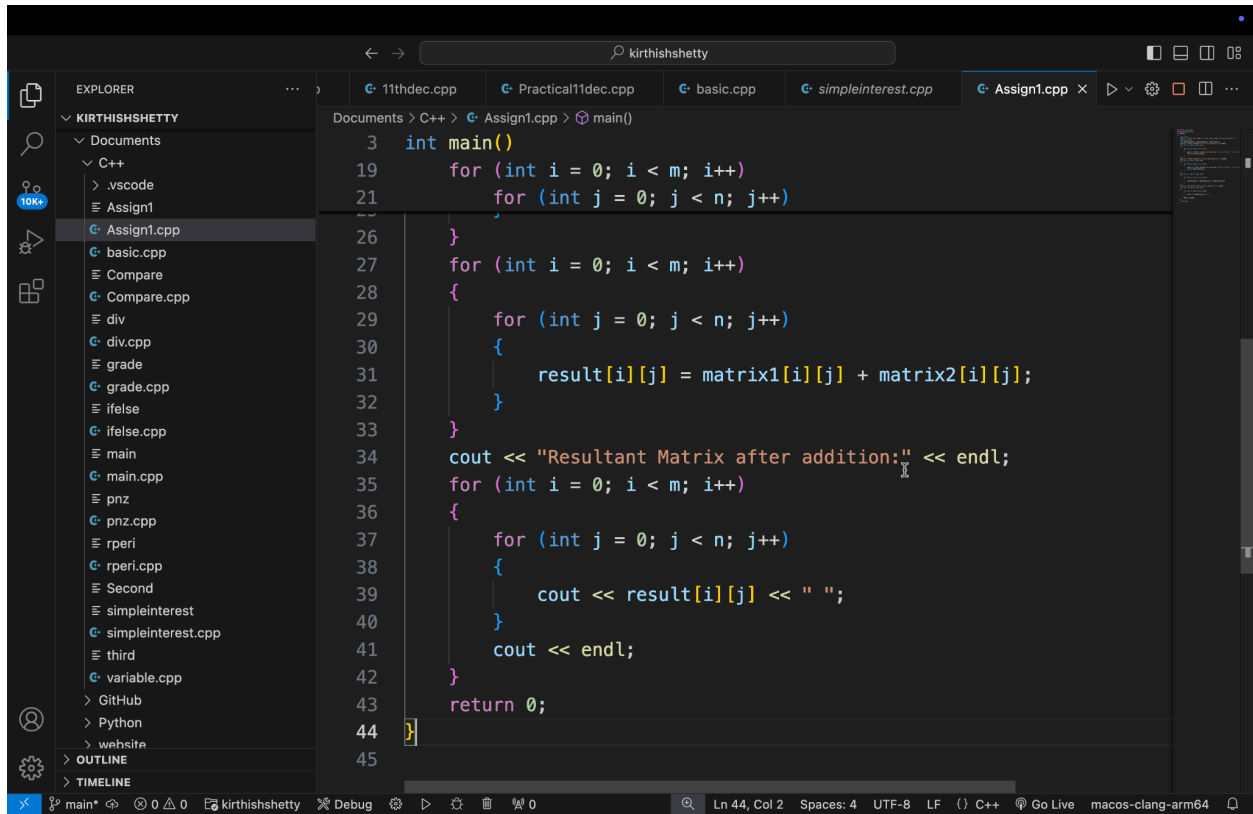 kirthishshetty
EXPLORER
11thdec.cpp
Practical11dec.cpp
basic.cpp
simpleinterest.cpp
Assign1.cpp
KIRTHISHSHETTY
Documents > C++ > Assign1.cpp > main()
Documents
C++
.vscode
Assign1
Assign1.cpp
basic.cpp
Compare
Compare.cpp
div
div.cpp
grade
grade.cpp
ifelse
ifelse.cpp
main
main.cpp
pnz
pnz.cpp
rperi
rperi.cpp
Second
simpleinterest
simpleinterest.cpp
third
variable.cpp
GitHub
Python
website
OUTLINE
TIMELINE
10K+
3 int main()
19 for (int i = 0; i < m; i++)
21 for (int j = 0; j < n; j++)
26 }
27 for (int i = 0; i < m; i++)
28 {
29 for (int j = 0; j < n; j++)
30 {
31 result[i][j] = matrix1[i][j] + matrix2[i][j];
32 }
33 }
34 cout << "Resultant Matrix after addition:" << endl;
35 for (int i = 0; i < m; i++)
36 {
37 for (int j = 0; j < n; j++)
38 {
39 cout << result[i][j] << " ";
40 }
41 cout << endl;
42 }
43 return 0;
44 }
45
main* 0 0 kirthishshetty Debug 0 Ln 44, Col 2 Spaces: 4 UTF-8 LF {} C++ Go Live macos-clang-arm64